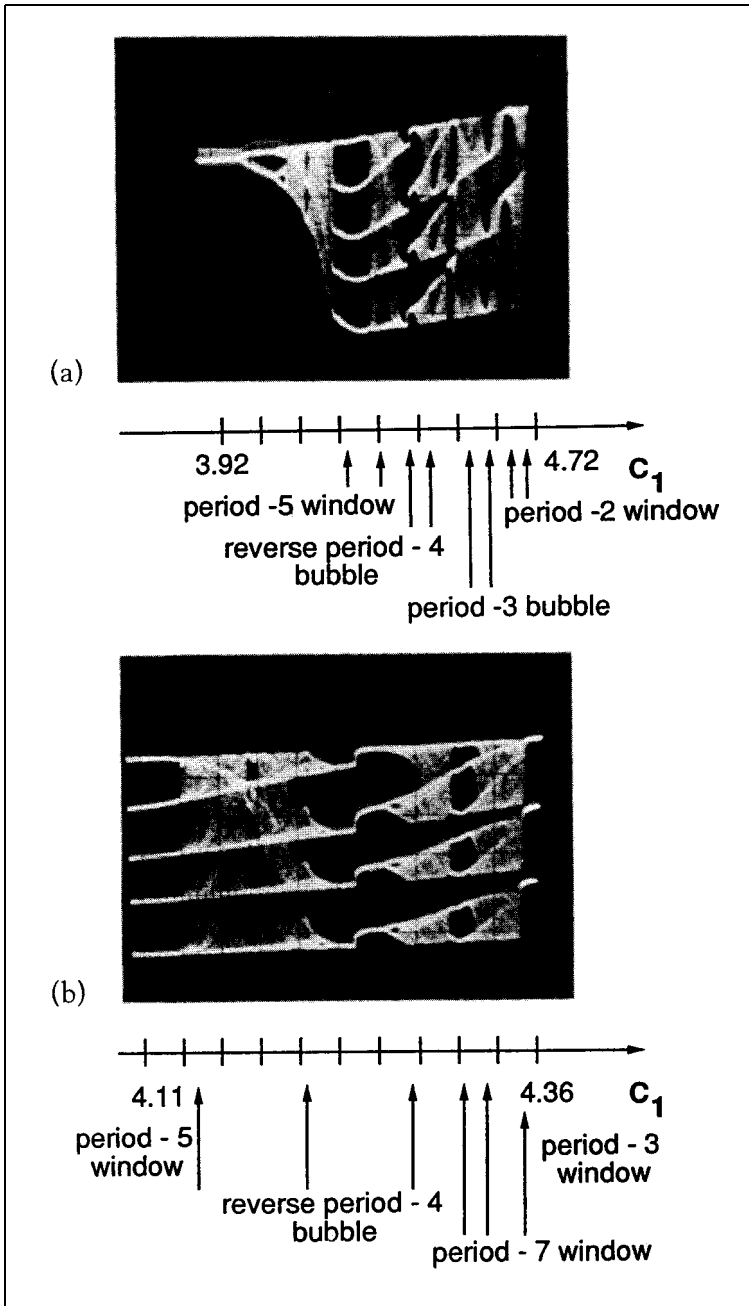 (a)
3.92
4.72
C1
period -5 window
period -2 window
reverse period - 4
bubble
period -3 bubble
(b)
4.11
4.36
C1
period - 5
window
period - 3
window
reverse period - 4
bubble
period - 7 window